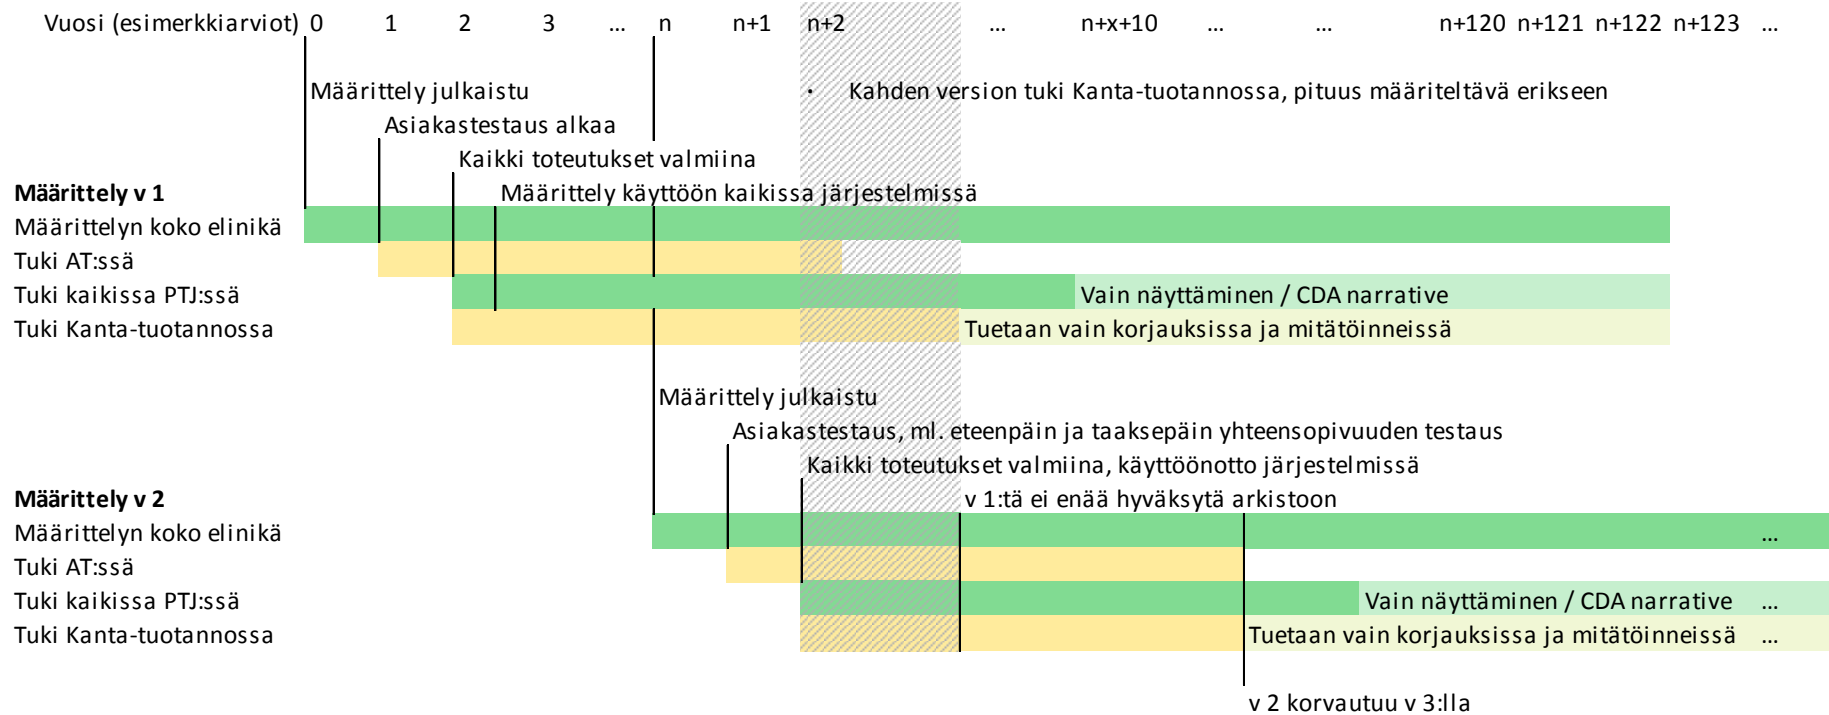 Vuosi (esimerkkiarviot) 0 1 2 3 ... n n+1 n+2 ... n+x+10 ... ... n+120 n+121 n+122 n+123 ...
Määrittely julkaistu
· Kahden version tuki Kanta-tuotannossa, pituus määriteltävä erikseen
Asiakastestaus alkaa
Kaikki toteutukset valmiina
Määrittely v 1
Määrittely käyttöön kaikissa järjestelmissä
Määrittelyn koko elinikä
Tuki AT:ssä
Tuki kaikissa PTJ:ssä
Vain näyttäminen / CDA narrative
Tuki Kanta-tuotannossa
Tuetaan vain korjauksissa ja mitätöinneissä
Määrittely julkaistu
Asiakastestaus, ml. eteenpäin ja taaksepäin yhteensopivuuden testaus
Kaikki toteutukset valmiina, käyttöönotto järjestelmissä
Määrittely v 2
v 1:tä ei enää hyväksytä arkistoon
Määrittelyn koko elinikä ...
Tuki AT:ssä
Tuki kaikissa PTJ:ssä
Vain näyttäminen / CDA narrative ...
Tuki Kanta-tuotannossa
Tuetaan vain korjauksissa ja mitätöinneissä ...
v 2 korvautuu v 3:lla